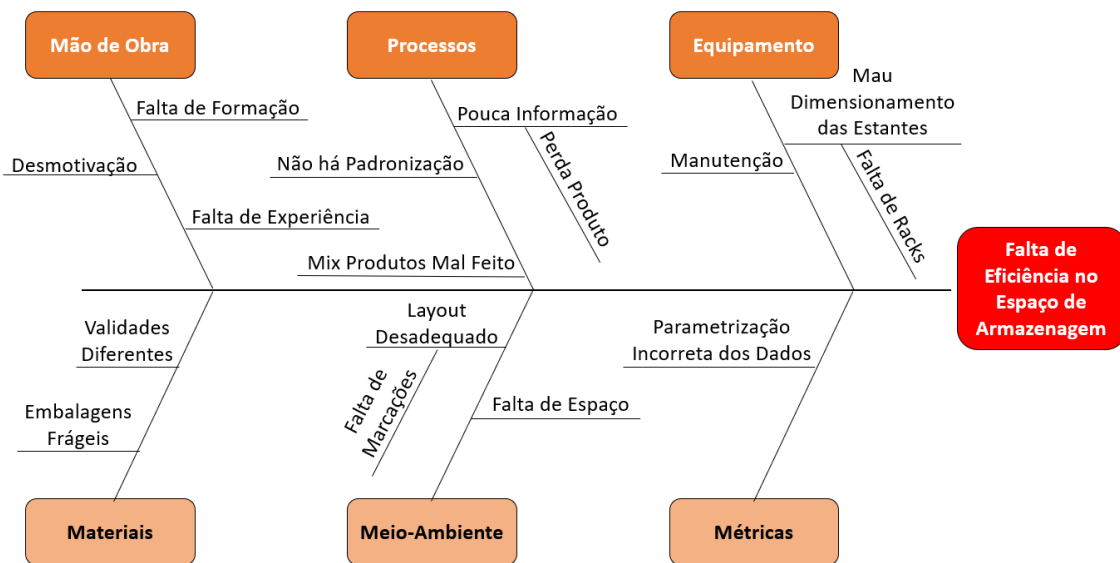 Mão de Obra
Processos
Equipamento
Falta de Formação
Desmotivação
Falta de Experiência
Pouca Informação
Perda Produto
Não há Padronização
Mix Produtos Mal Feito
Mau
Dimensionamento
das Estantes
Falta de Racks
Manutenção
Falta de
Eficiência no
Espaço de
Armazenagem
Validades
Diferentes
Embalagens
Frágeis
Layout
Desadequado
Falta de
Marcações
Falta de Espaço
Parametrização
Incorreta dos Dados
Materiais
Meio-Ambiente
Métricas